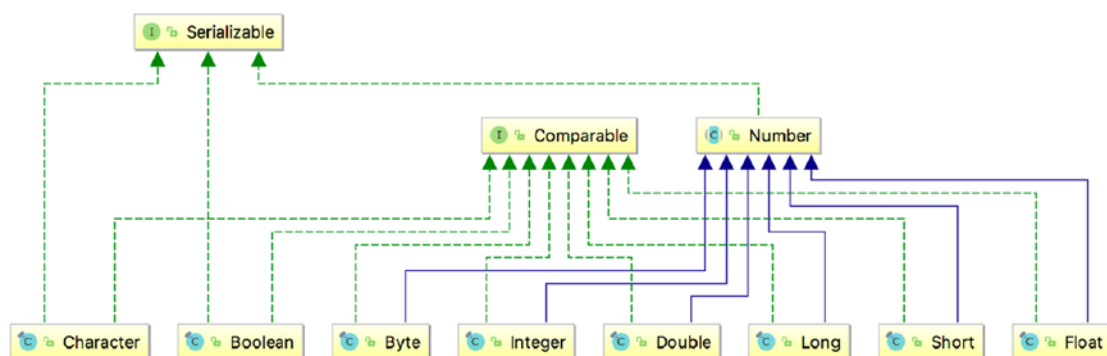 I Serializable
I Comparable
C Number
C Character
C Boolean
C Byte
C Integer
C Double
C Long
C Short
C Float